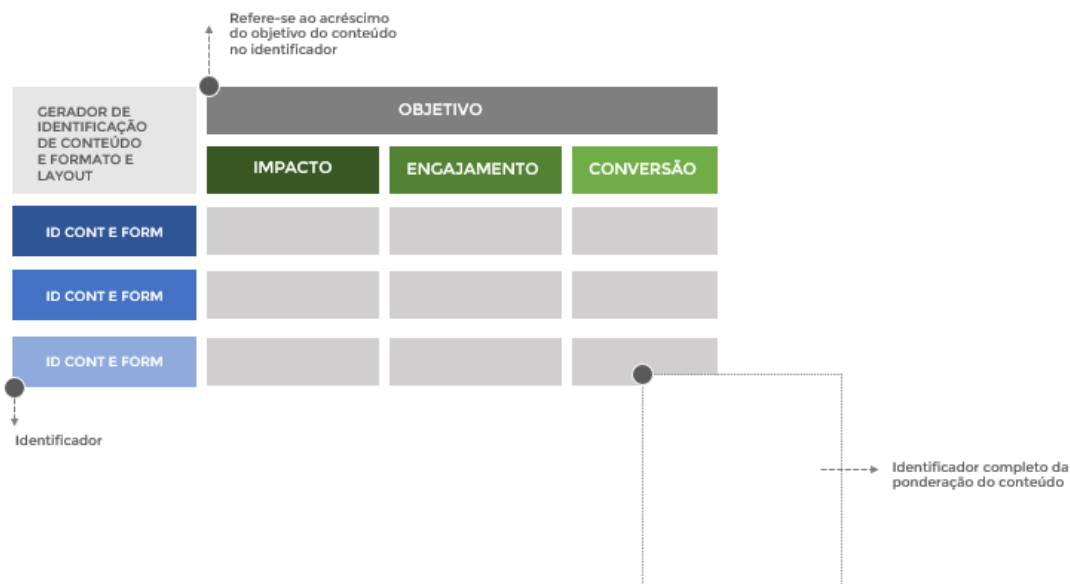 Refere-se ao acréscimo
do objetivo do conteúdo
no identificador
GERADOR DE
IDENTIFICAÇÃO
DE CONTEÚDO
E FORMATO E
LAYOUT
OBJETIVO
IMPACTO
ENGAJAMENTO
CONVERSÃO
ID CONT E FORM
ID CONT E FORM
ID CONT E FORM
Identificador
Identificador completo da
ponderação do conteúdo